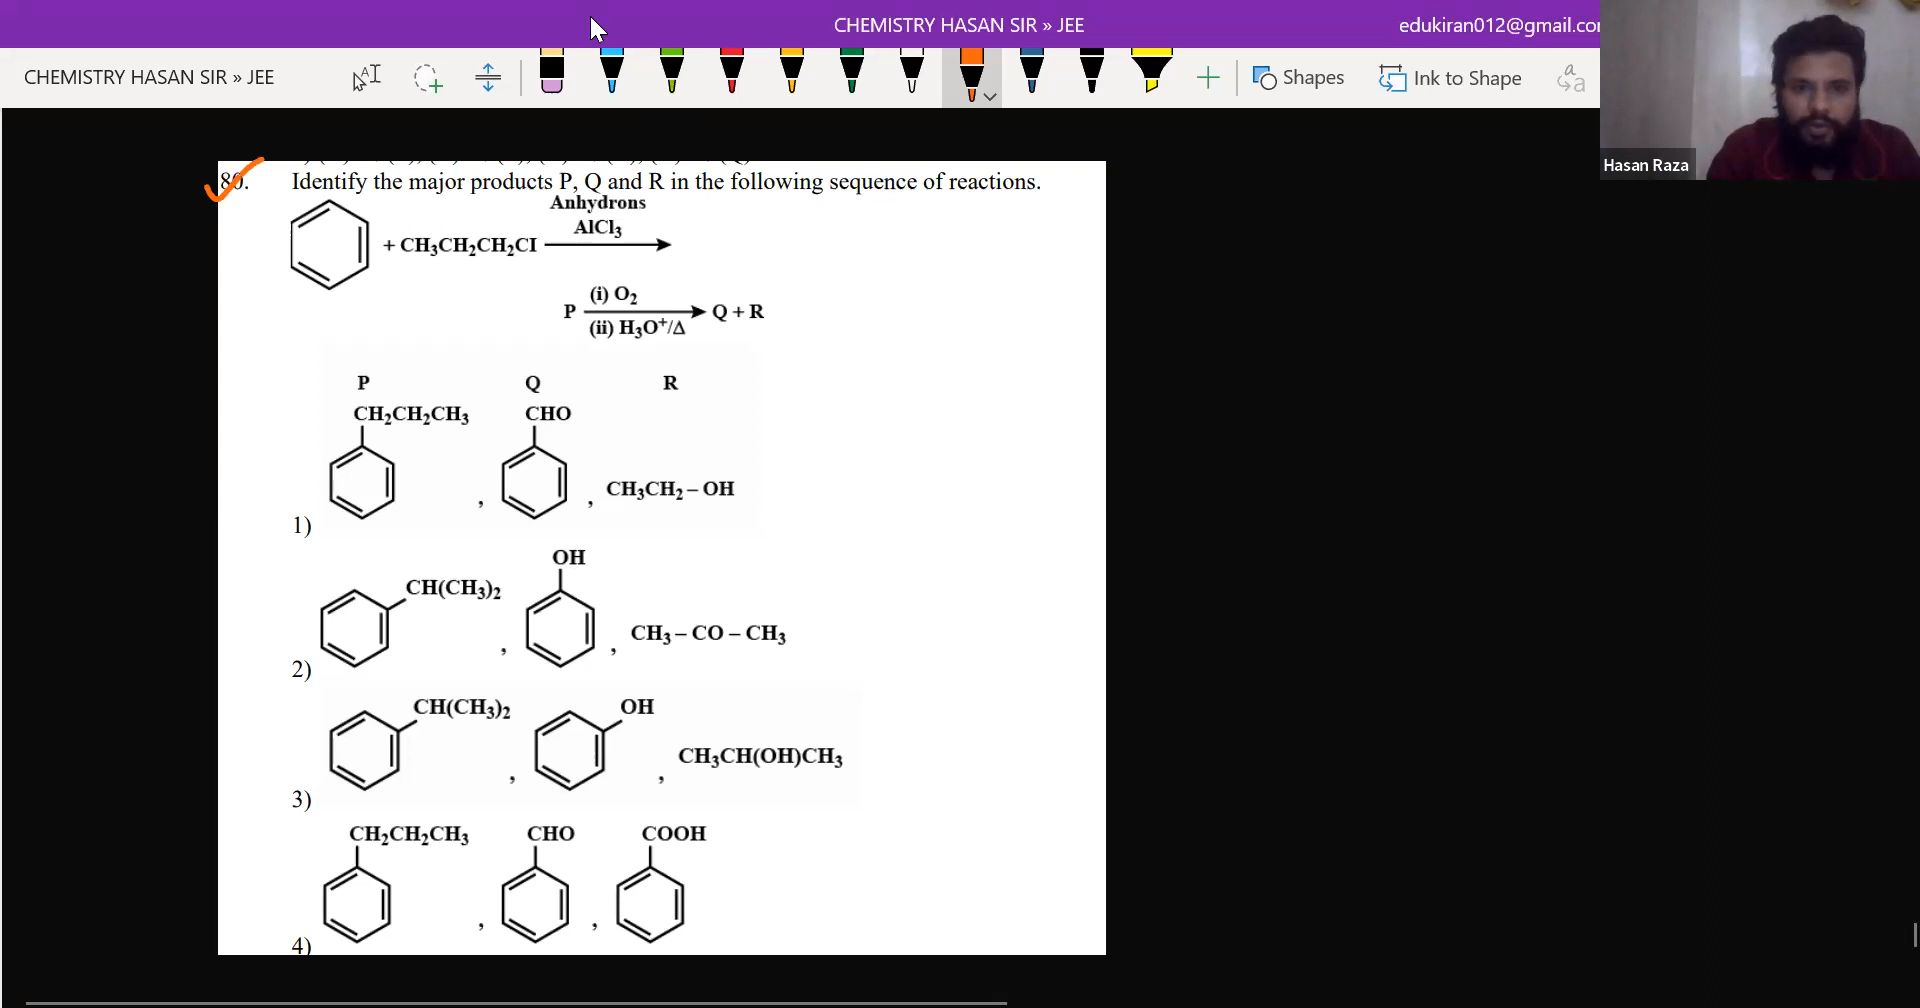 CHEMISTRY HASAN SIR » JEE
edukiran012@gmail.co
CHEMISTRY HASAN SIR » JEE
Shapes
Ink to Shape
Hasan Raza
80. Identify the major products P, Q and R in the following sequence of reactions.
Anhydrons
AlCl₃
+ CH₃CH₂CH₂CI
(i) O₂
P → Q + R
(ii) H₃O⁺/Δ
P Q R
CH₂CH₂CH₃ CHO
, , CH₃CH₂ – OH
1)
OH
CH(CH₃)₂
, , CH₃ – CO – CH₃
2)
CH(CH₃)₂ OH
, , CH₃CH(OH)CH₃
3)
CH₂CH₂CH₃ CHO COOH
, ,
4)